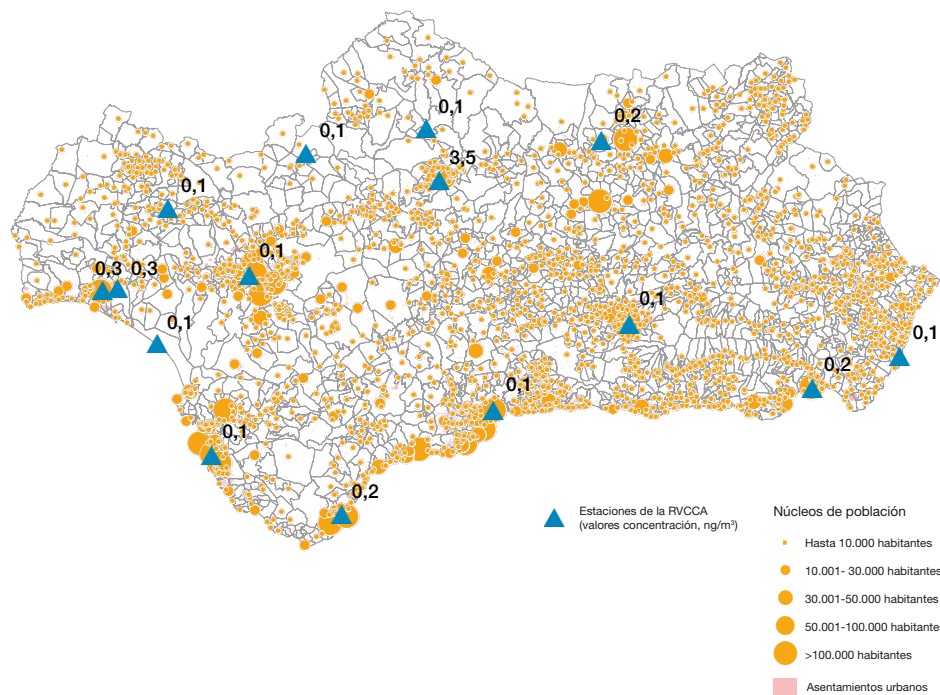 0,1
0,2
0,1
3,5
0,1
0,1
0,3
0,3
0,1
0,1
0,1
0,2
0,1
0,1
0,2
Estaciones de la RVCCA
(valores concentración, ng/m³)
Núcleos de población
Hasta 10.000 habitantes
10.001- 30.000 habitantes
30.001-50.000 habitantes
50.001-100.000 habitantes
>100.000 habitantes
Asentamientos urbanos